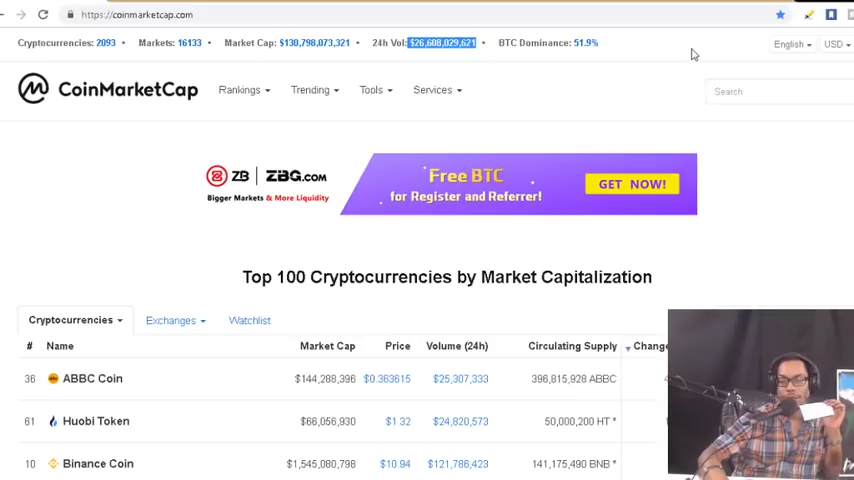 https://coinmarketcap.com
Cryptocurrencies: 2093 • Markets: 16133 • Market Cap: $130,798,073,321 • 24h Vol: $26,608,029,621 • BTC Dominance: 51.9%
English USD
CoinMarketCap Rankings Trending Tools Services Search
ZB ZBG.COM
Bigger Markets & More Liquidity
Free BTC
for Register and Referrer!
GET NOW!
Top 100 Cryptocurrencies by Market Capitalization
Cryptocurrencies Exchanges Watchlist
# Name Market Cap Price Volume (24h) Circulating Supply Change
36 ABBC Coin $144,288,396 $0.363615 $25,307,333 396,815,928 ABBC
61 Huobi Token $66,056,930 $1.32 $24,820,573 50,000,200 HT *
10 Binance Coin $1,545,080,798 $10.94 $121,786,423 141,175,490 BNB *